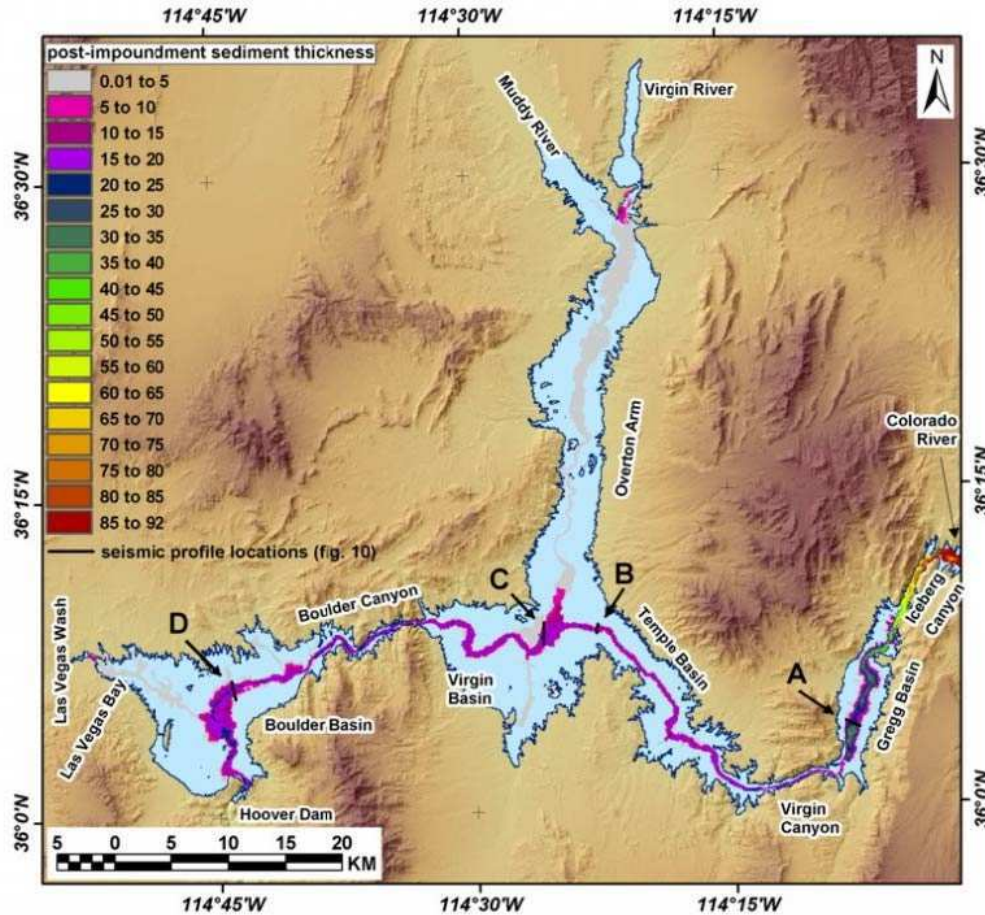 114°45'W 114°30'W 114°15'W
post-impoundment sediment thickness
0.01 to 5
5 to 10
10 to 15
15 to 20
20 to 25
25 to 30
30 to 35
35 to 40
40 to 45
45 to 50
50 to 55
55 to 60
60 to 65
65 to 70
70 to 75
75 to 80
80 to 85
85 to 92
seismic profile locations (fig. 10)
N
Muddy River
Virgin River
36°30'N
36°30'N
Overton Arm
Colorado
River
36°15'N
36°15'N
Iceberg
Canyon
C
B
Boulder Canyon
Temple Basin
D
A
Las Vegas Wash
Las Vegas Bay
Virgin
Basin
Boulder Basin
Gregg Basin
Hoover Dam
Virgin
Canyon
36°0'N
36°0'N
5 0 5 10 15 20
KM
114°45'W 114°30'W 114°15'W